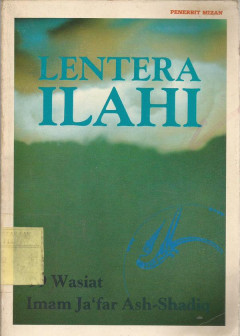 PENERBIT MIZAN
LENTERA
ILAHI
Wasiat
Imam Ja'far Ash-Shadiq